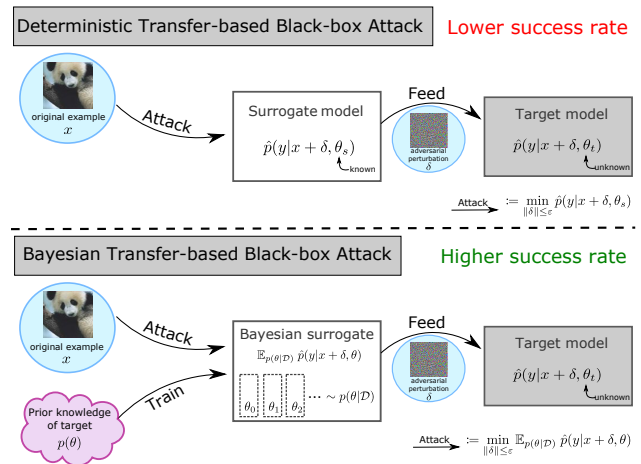 Deterministic Transfer-based Black-box Attack
Lower success rate
original example
x
Attack
Surrogate model
p̂(y|x + δ, θ_s)
known
Feed
adversarial
perturbation
δ
Target model
p̂(y|x + δ, θ_t)
unknown
Attack := min_{‖δ‖≤ε} p̂(y|x + δ, θ_s)
Bayesian Transfer-based Black-box Attack
Higher success rate
original example
x
Attack
Prior knowledge
of target
p(θ)
Train
Bayesian surrogate
𝔼_{p(θ|𝒟)} p̂(y|x + δ, θ)
θ_0 θ_1 θ_2 ··· ∼ p(θ|𝒟)
Feed
adversarial
perturbation
δ
Target model
p̂(y|x + δ, θ_t)
unknown
Attack := min_{‖δ‖≤ε} 𝔼_{p(θ|𝒟)} p̂(y|x + δ, θ)